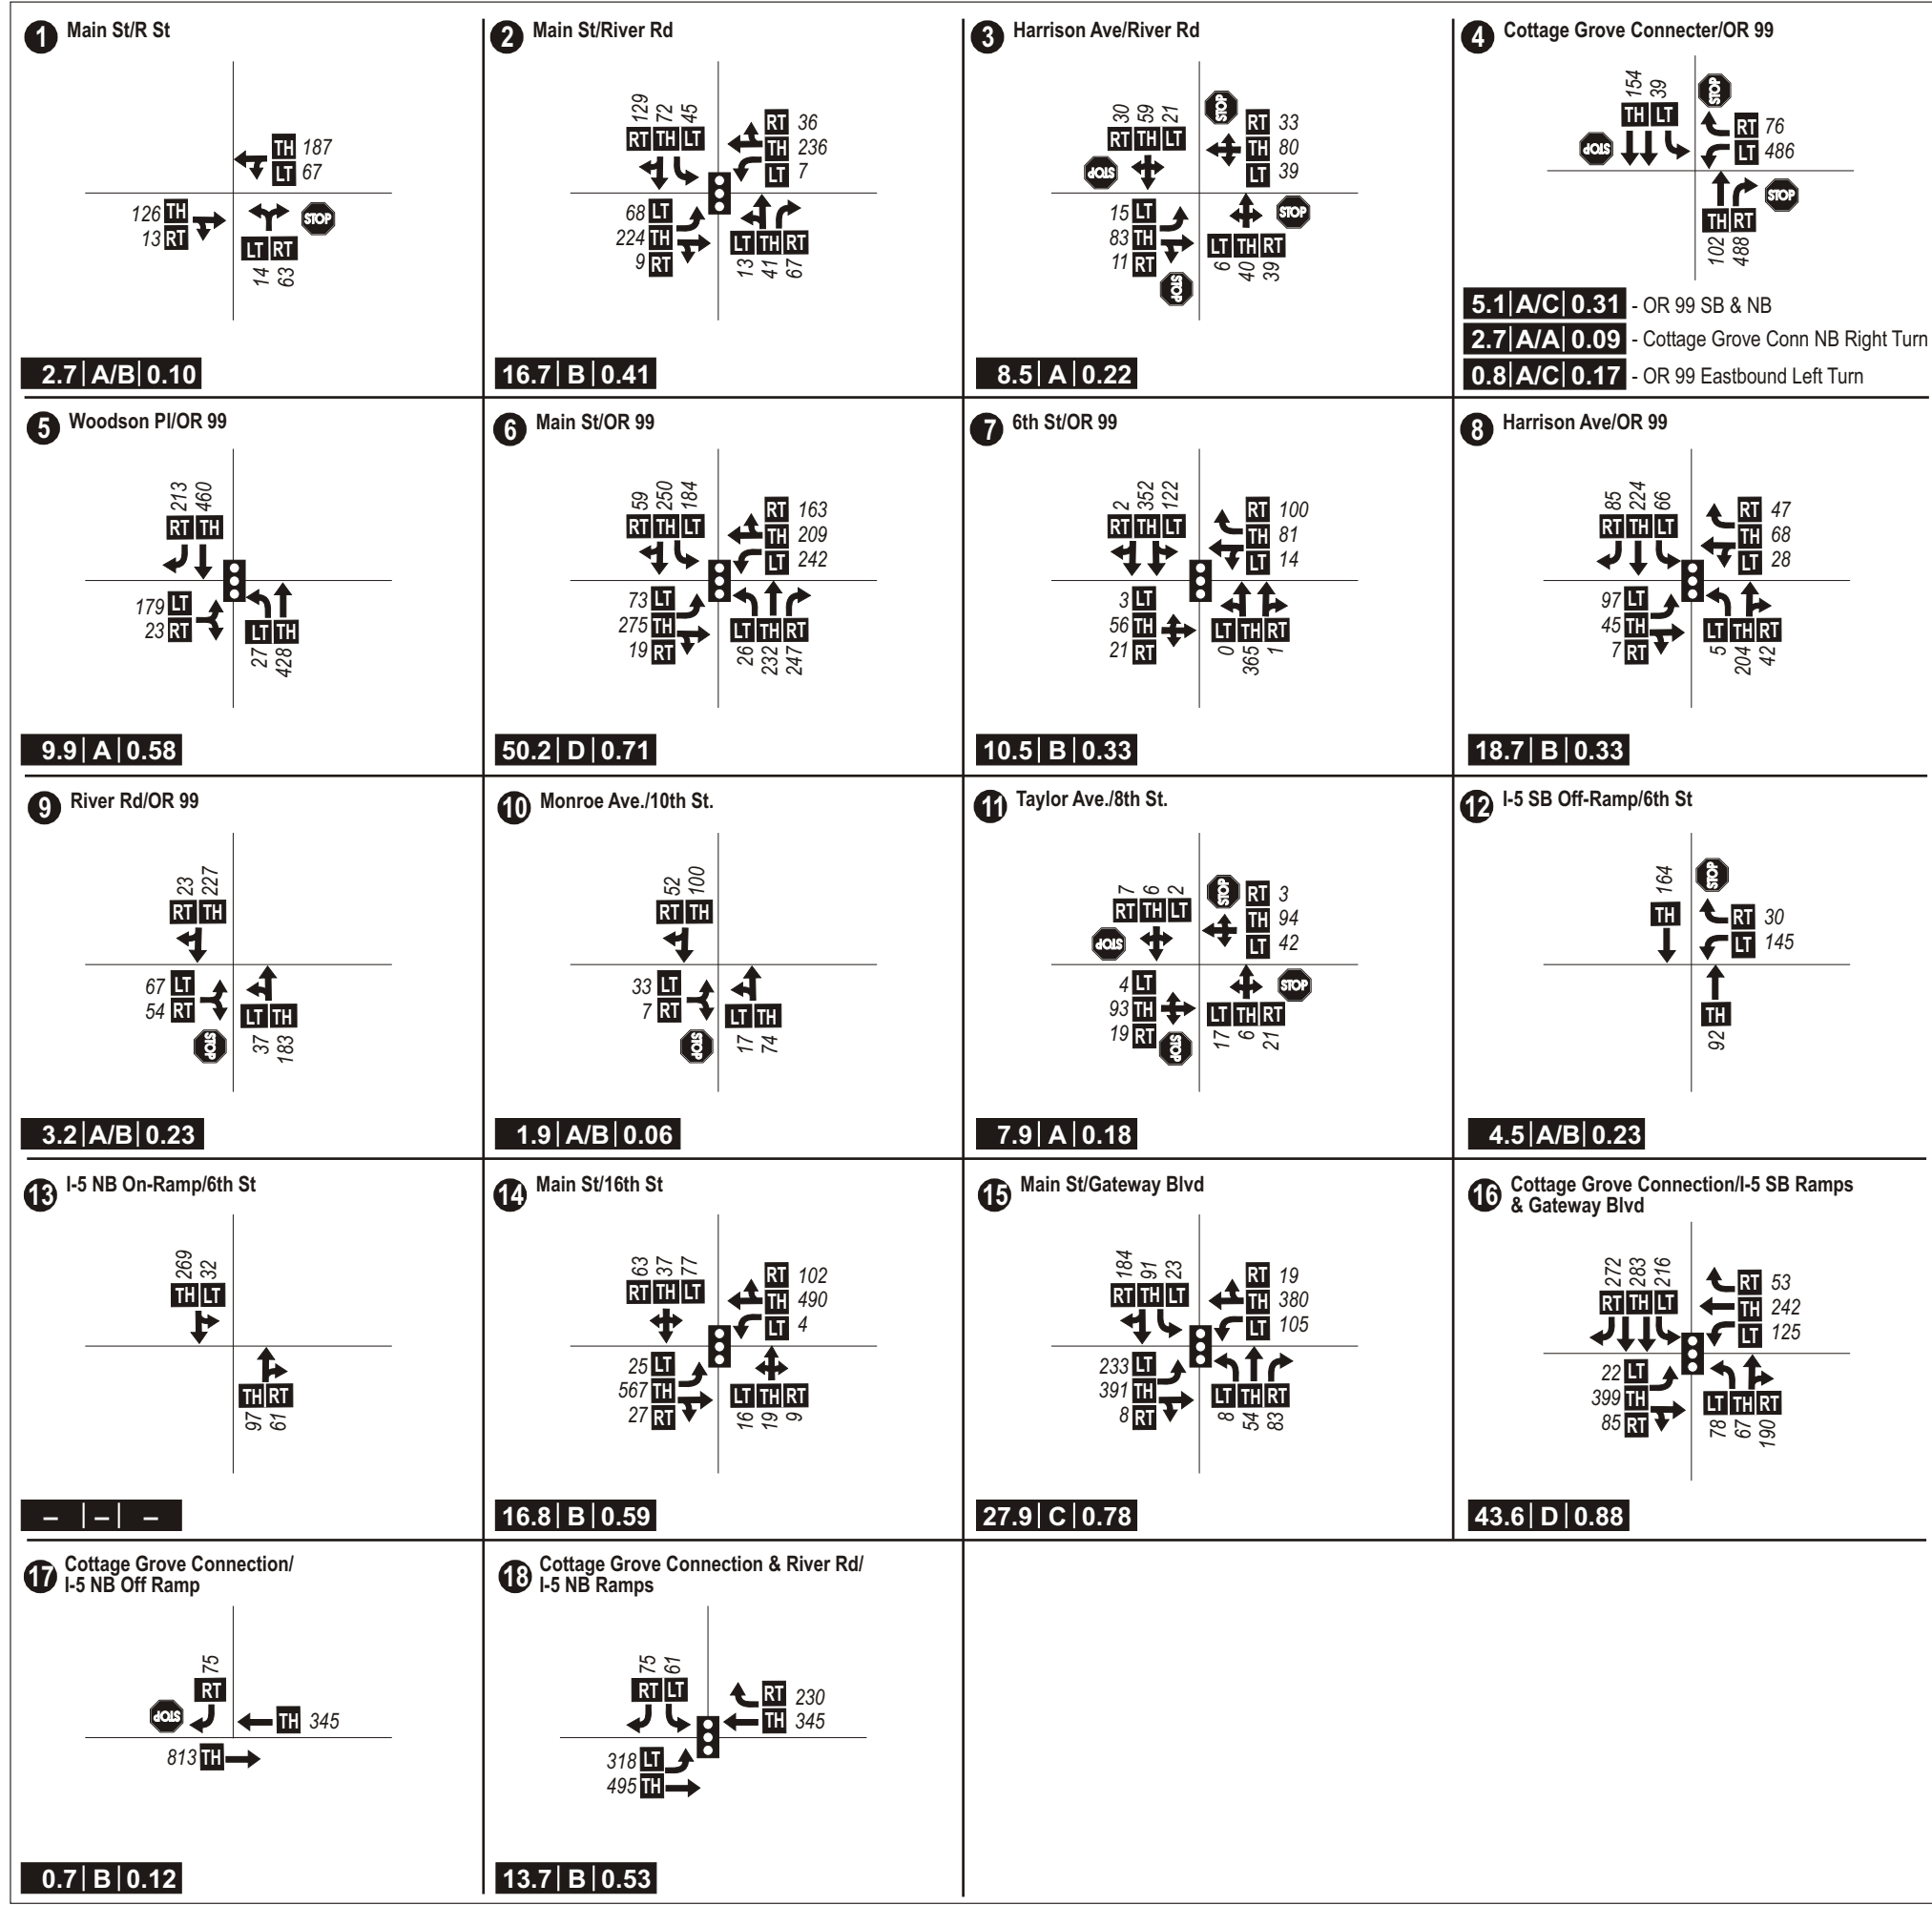 1 Main St/R St
TH 187
LT 67
126 TH
13 RT
STOP
LT RT
14 63
2.7 | A/B | 0.10
2 Main St/River Rd
129 72 45
RT TH LT
RT 36
TH 236
LT 7
68 LT
224 TH
9 RT
LT TH RT
13 41 67
16.7 | B | 0.41
3 Harrison Ave/River Rd
30 59 21
RT TH LT
STOP
STOP
RT 33
TH 80
LT 39
15 LT
83 TH
11 RT
STOP
STOP
LT TH RT
6 40 39
8.5 | A | 0.22
4 Cottage Grove Connecter/OR 99
154 39
TH LT
STOP
STOP
RT 76
LT 486
STOP
TH RT
102 488
5.1 | A/C | 0.31 - OR 99 SB & NB
2.7 | A/A | 0.09 - Cottage Grove Conn NB Right Turn
0.8 | A/C | 0.17 - OR 99 Eastbound Left Turn
5 Woodson Pl/OR 99
213 460
RT TH
179 LT
23 RT
LT TH
27 428
9.9 | A | 0.58
6 Main St/OR 99
59 250 184
RT TH LT
RT 163
TH 209
LT 242
73 LT
275 TH
19 RT
LT TH RT
26 232 247
50.2 | D | 0.71
7 6th St/OR 99
2 352 122
RT TH LT
RT 100
TH 81
LT 14
3 LT
56 TH
21 RT
LT TH RT
0 365 1
10.5 | B | 0.33
8 Harrison Ave/OR 99
85 224 66
RT TH LT
RT 47
TH 68
LT 28
97 LT
45 TH
7 RT
LT TH RT
5 204 42
18.7 | B | 0.33
9 River Rd/OR 99
23 227
RT TH
67 LT
54 RT
STOP
LT TH
37 183
3.2 | A/B | 0.23
10 Monroe Ave./10th St.
52 100
RT TH
33 LT
7 RT
STOP
LT TH
17 74
1.9 | A/B | 0.06
11 Taylor Ave./8th St.
7 6 2
RT TH LT
STOP
STOP
RT 3
TH 94
LT 42
4 LT
93 TH
19 RT
STOP
STOP
LT TH RT
17 6 21
7.9 | A | 0.18
12 I-5 SB Off-Ramp/6th St
164
TH
STOP
RT 30
LT 145
TH
92
4.5 | A/B | 0.23
13 I-5 NB On-Ramp/6th St
269 32
TH LT
TH RT
97 61
– | – | –
14 Main St/16th St
63 37 77
RT TH LT
RT 102
TH 490
LT 4
25 LT
567 TH
27 RT
LT TH RT
16 19 9
16.8 | B | 0.59
15 Main St/Gateway Blvd
184 91 23
RT TH LT
RT 19
TH 380
LT 105
233 LT
391 TH
8 RT
LT TH RT
8 54 83
27.9 | C | 0.78
16 Cottage Grove Connection/I-5 SB Ramps
& Gateway Blvd
272 283 216
RT TH LT
RT 53
TH 242
LT 125
22 LT
399 TH
85 RT
LT TH RT
78 67 190
43.6 | D | 0.88
17 Cottage Grove Connection/
I-5 NB Off Ramp
75
RT
STOP
TH 345
813 TH
0.7 | B | 0.12
18 Cottage Grove Connection & River Rd/
I-5 NB Ramps
75 61
RT LT
RT 230
TH 345
318 LT
495 TH
13.7 | B | 0.53